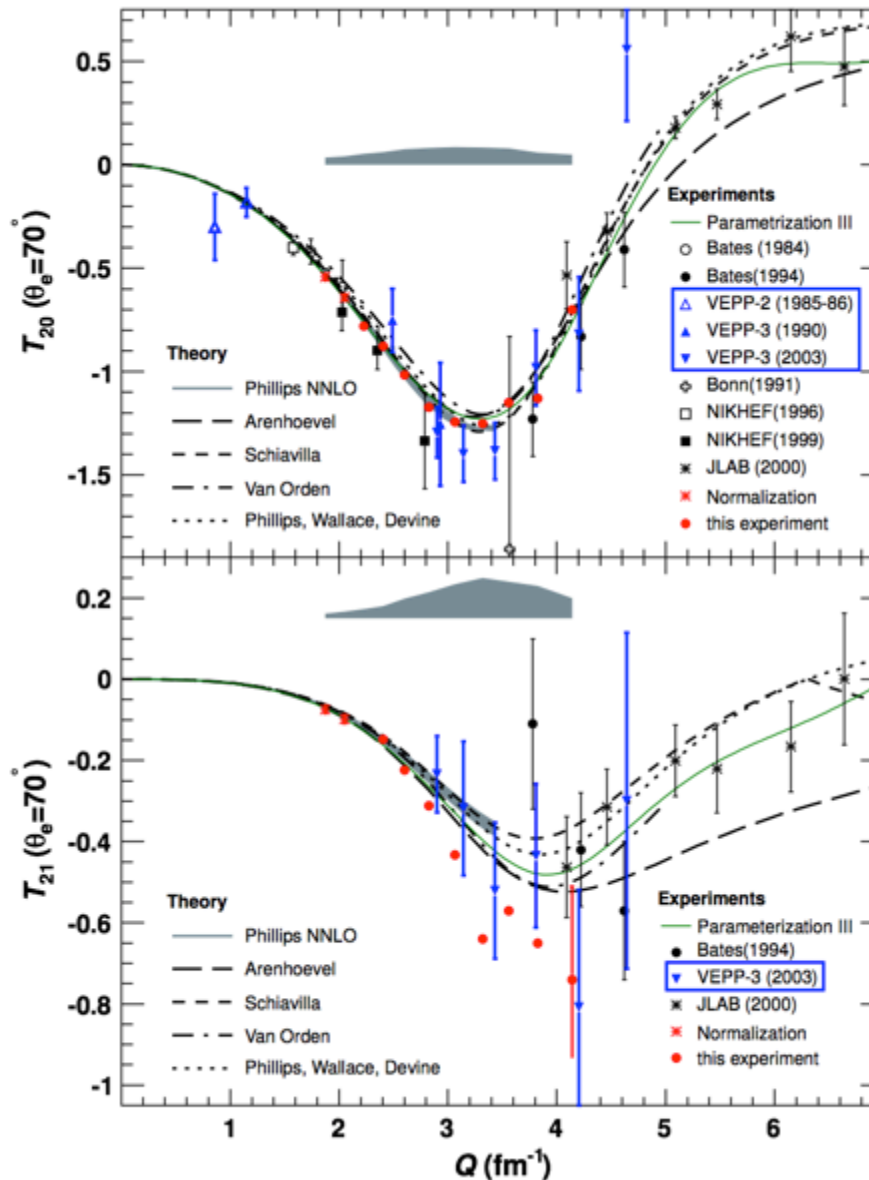 0.5
0
-0.5
-1
-1.5
T20 (θe=70°)
Theory
Phillips NNLO
Arenhoevel
Schiavilla
Van Orden
Phillips, Wallace, Devine
Experiments
Parametrization III
Bates (1984)
Bates(1994)
VEPP-2 (1985-86)
VEPP-3 (1990)
VEPP-3 (2003)
Bonn(1991)
NIKHEF(1996)
NIKHEF(1999)
JLAB (2000)
Normalization
this experiment
0.2
0
-0.2
-0.4
-0.6
-0.8
-1
T21 (θe=70°)
Theory
Phillips NNLO
Arenhoevel
Schiavilla
Van Orden
Phillips, Wallace, Devine
Experiments
Parameterization III
Bates(1994)
VEPP-3 (2003)
JLAB (2000)
Normalization
this experiment
1 2 3 4 5 6
Q (fm-1)